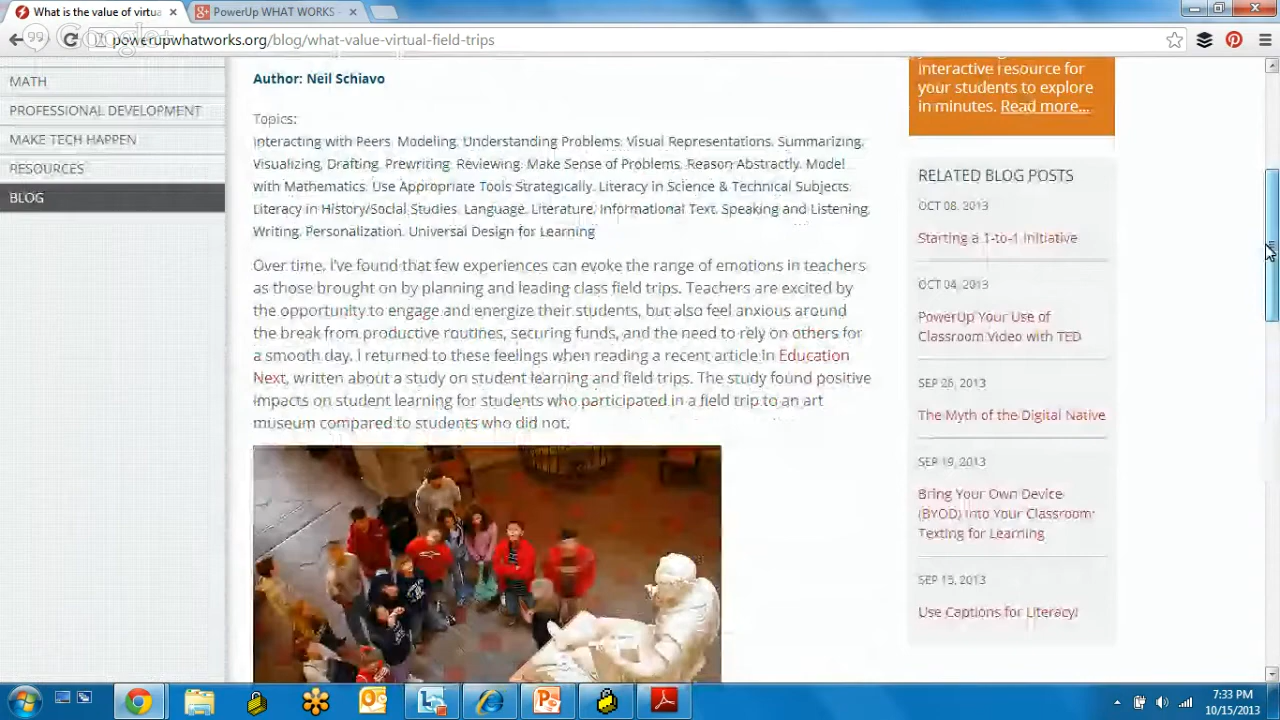 What is the value of virtua
PowerUp WHAT WORKS -
Google+
powerupwhatworks.org/blog/what-value-virtual-field-trips
MATH
PROFESSIONAL DEVELOPMENT
MAKE TECH HAPPEN
RESOURCES
BLOG
Author: Neil Schiavo
Topics:
Interacting with Peers, Modeling, Understanding Problems, Visual Representations, Summarizing,
Visualizing, Drafting, Prewriting, Reviewing, Make Sense of Problems, Reason Abstractly, Model
with Mathematics, Use Appropriate Tools Strategically, Literacy in Science & Technical Subjects,
Literacy in History/Social Studies, Language, Literature, Informational Text, Speaking and Listening,
Writing, Personalization, Universal Design for Learning
Over time, I've found that few experiences can evoke the range of emotions in teachers
as those brought on by planning and leading class field trips. Teachers are excited by
the opportunity to engage and energize their students, but also feel anxious around
the break from productive routines, securing funds, and the need to rely on others for
a smooth day. I returned to these feelings when reading a recent article in Education
Next, written about a study on student learning and field trips. The study found positive
impacts on student learning for students who participated in a field trip to an art
museum compared to students who did not.
interactive resource for
your students to explore
in minutes. Read more...
RELATED BLOG POSTS
OCT 08, 2013
Starting a 1-to-1 Initiative
OCT 04, 2013
PowerUp Your Use of
Classroom Video with TED
SEP 26, 2013
The Myth of the Digital Native
SEP 19, 2013
Bring Your Own Device
(BYOD) Into Your Classroom:
Texting for Learning
SEP 13, 2013
Use Captions for Literacy!
7:33 PM
10/15/2013